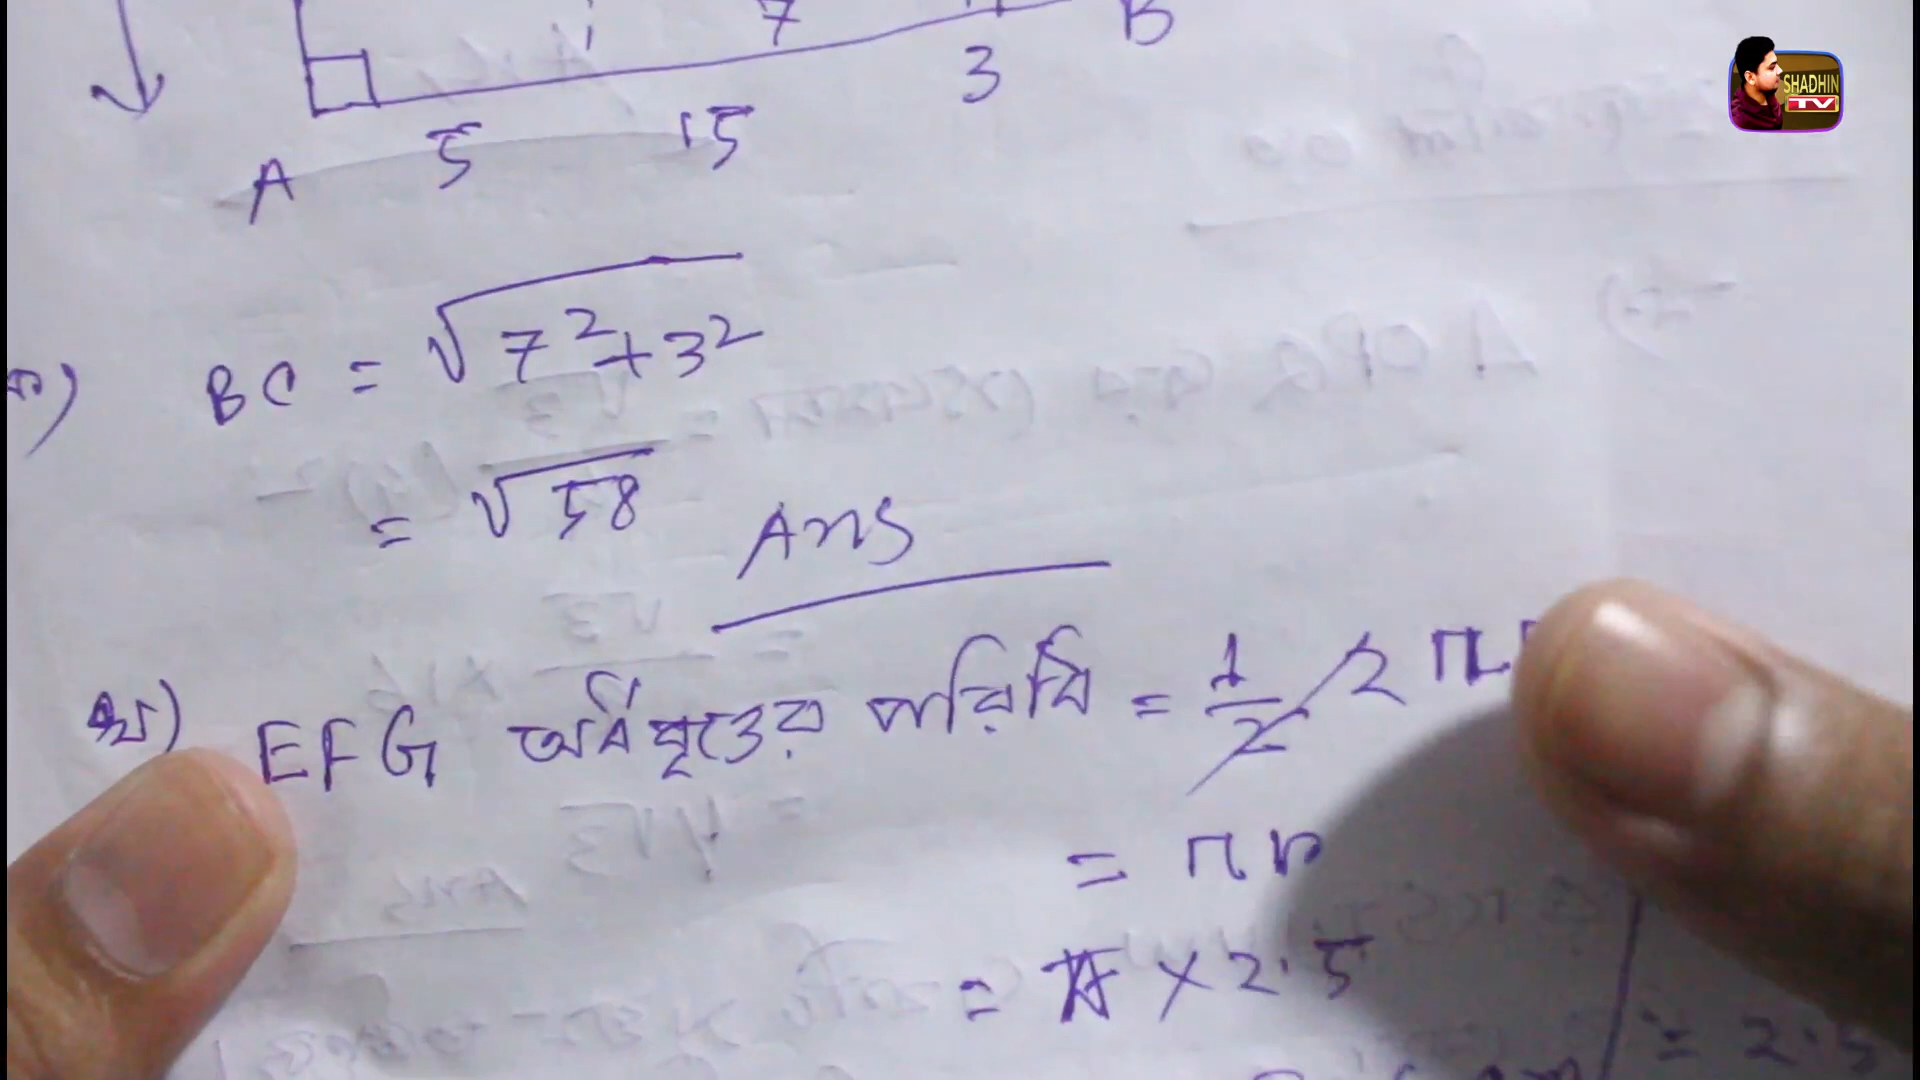 7 B
3
5 15
A
SHADHIN
TV
BC = √7²+3²
= √58
Ans
খ) EFG অর্ধবৃত্তের পরিধি = 1/2 2π
= πr
= π × 2.5
= 2.5